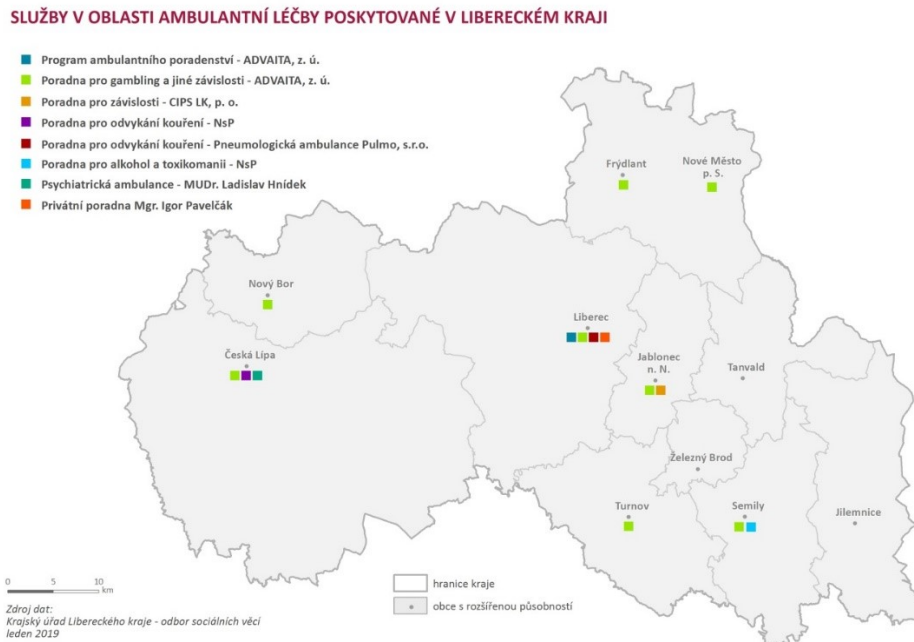 SLUŽBY V OBLASTI AMBULANTNÍ LÉČBY POSKYTOVANÉ V LIBERECKÉM KRAJI
Program ambulantního poradenství - ADVAITA, z. ú.
Poradna pro gambling a jiné závislosti - ADVAITA, z. ú.
Poradna pro závislosti - CIPS LK, p. o.
Poradna pro odvykání kouření - NsP
Poradna pro odvykání kouření - Pneumologická ambulance Pulmo, s.r.o.
Poradna pro alkohol a toxikomanii - NsP
Psychiatrická ambulance - MUDr. Ladislav Hnídek
Privátní poradna Mgr. Igor Pavelčák
Frýdlant
Nové Město
p. S.
Nový Bor
Liberec
Česká Lípa
Jablonec
n. N.
Tanvald
Železný Brod
Turnov
Semily
Jilemnice
0 5 10
km
hranice kraje
obce s rozšířenou působností
Zdroj dat:
Krajský úřad Libereckého kraje - odbor sociálních věcí
leden 2019